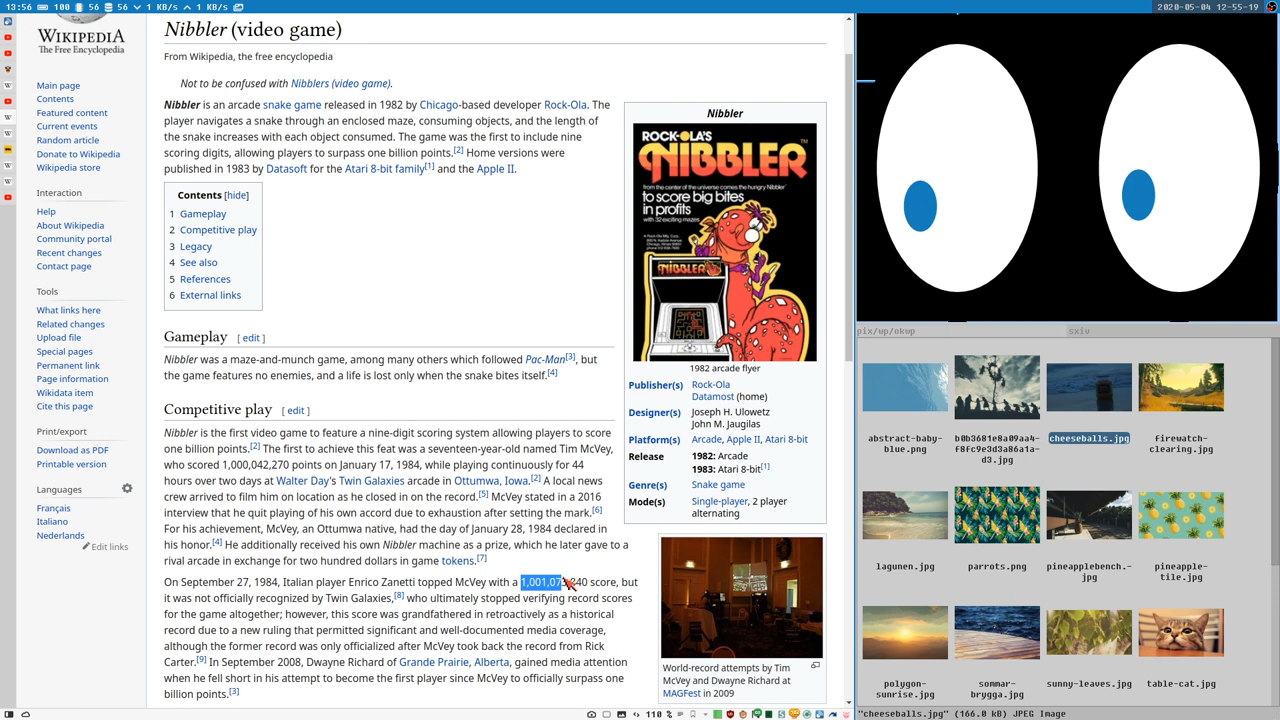 13:56 100 56 56 1 KB/s 1 KB/s
2020-05-04 12-55-19
WIKIPEDIA
The Free Encyclopedia
Main page
Contents
Featured content
Current events
Random article
Donate to Wikipedia
Wikipedia store
Interaction
Help
About Wikipedia
Community portal
Recent changes
Contact page
Tools
What links here
Related changes
Upload file
Special pages
Permanent link
Page information
Wikidata item
Cite this page
Print/export
Download as PDF
Printable version
Languages
Français
Italiano
Nederlands
Edit links
Nibbler (video game)
From Wikipedia, the free encyclopedia
Not to be confused with Nibblers (video game).
Nibbler is an arcade snake game released in 1982 by Chicago-based developer Rock-Ola. The
player navigates a snake through an enclosed maze, consuming objects, and the length of
the snake increases with each object consumed. The game was the first to include nine
scoring digits, allowing players to surpass one billion points.[2] Home versions were
published in 1983 by Datasoft for the Atari 8-bit family[1] and the Apple II.
Contents [hide]
1 Gameplay
2 Competitive play
3 Legacy
4 See also
5 References
6 External links
Gameplay [ edit ]
Nibbler was a maze-and-munch game, among many others which followed Pac-Man[3], but
the game features no enemies, and a life is lost only when the snake bites itself.[4]
Competitive play [ edit ]
Nibbler is the first video game to feature a nine-digit scoring system allowing players to score
one billion points.[2] The first to achieve this feat was a seventeen-year-old named Tim McVey,
who scored 1,000,042,270 points on January 17, 1984, while playing continuously for 44
hours over two days at Walter Day's Twin Galaxies arcade in Ottumwa, Iowa.[2] A local news
crew arrived to film him on location as he closed in on the record.[5] McVey stated in a 2016
interview that he quit playing of his own accord due to exhaustion after setting the mark.[6]
For his achievement, McVey, an Ottumwa native, had the day of January 28, 1984 declared in
his honor.[4] He additionally received his own Nibbler machine as a prize, which he later gave to a
rival arcade in exchange for two hundred dollars in game tokens.[7]
On September 27, 1984, Italian player Enrico Zanetti topped McVey with a 1,001,073,840 score, but
it was not officially recognized by Twin Galaxies,[8] who ultimately stopped verifying record scores
for the game altogether; however, this score was grandfathered in retroactively as a historical
record due to a new ruling that permitted significant and well-documented media coverage,
although the former record was only officialized after McVey took back the record from Rick
Carter.[9] In September 2008, Dwayne Richard of Grande Prairie, Alberta, gained media attention
when he fell short in his attempt to become the first player since McVey to officially surpass one
billion points.[3]
Nibbler
ROCK-OLA'S
NIBBLER
TM
from the center of the universe comes the hungry 'Nibbler'
to score big bites
in profits
with 32 exciting mazes
NIBBLER
1982 arcade flyer
Publisher(s) Rock-Ola
Datamost (home)
Designer(s) Joseph H. Ulowetz
John M. Jaugilas
Platform(s) Arcade, Apple II, Atari 8-bit
Release 1982: Arcade
1983: Atari 8-bit[1]
Genre(s) Snake game
Mode(s) Single-player, 2 player
alternating
World-record attempts by Tim
McVey and Dwayne Richard at
MAGFest in 2009
110 %
pix/wp/okwp sxiv
abstract-baby-
blue.png
b0b3681e8a09aa4-
f8fc9e3d3a86a1a-
d3.jpg
cheeseballs.jpg
firewatch-
clearing.jpg
lagunen.jpg
parrots.png
pineapplebench.-
jpg
pineapple-
tile.jpg
polygon-
sunrise.jpg
sommar-
brygga.jpg
sunny-leaves.jpg
table-cat.jpg
"cheeseballs.jpg" (166.0 kB) JPEG Image